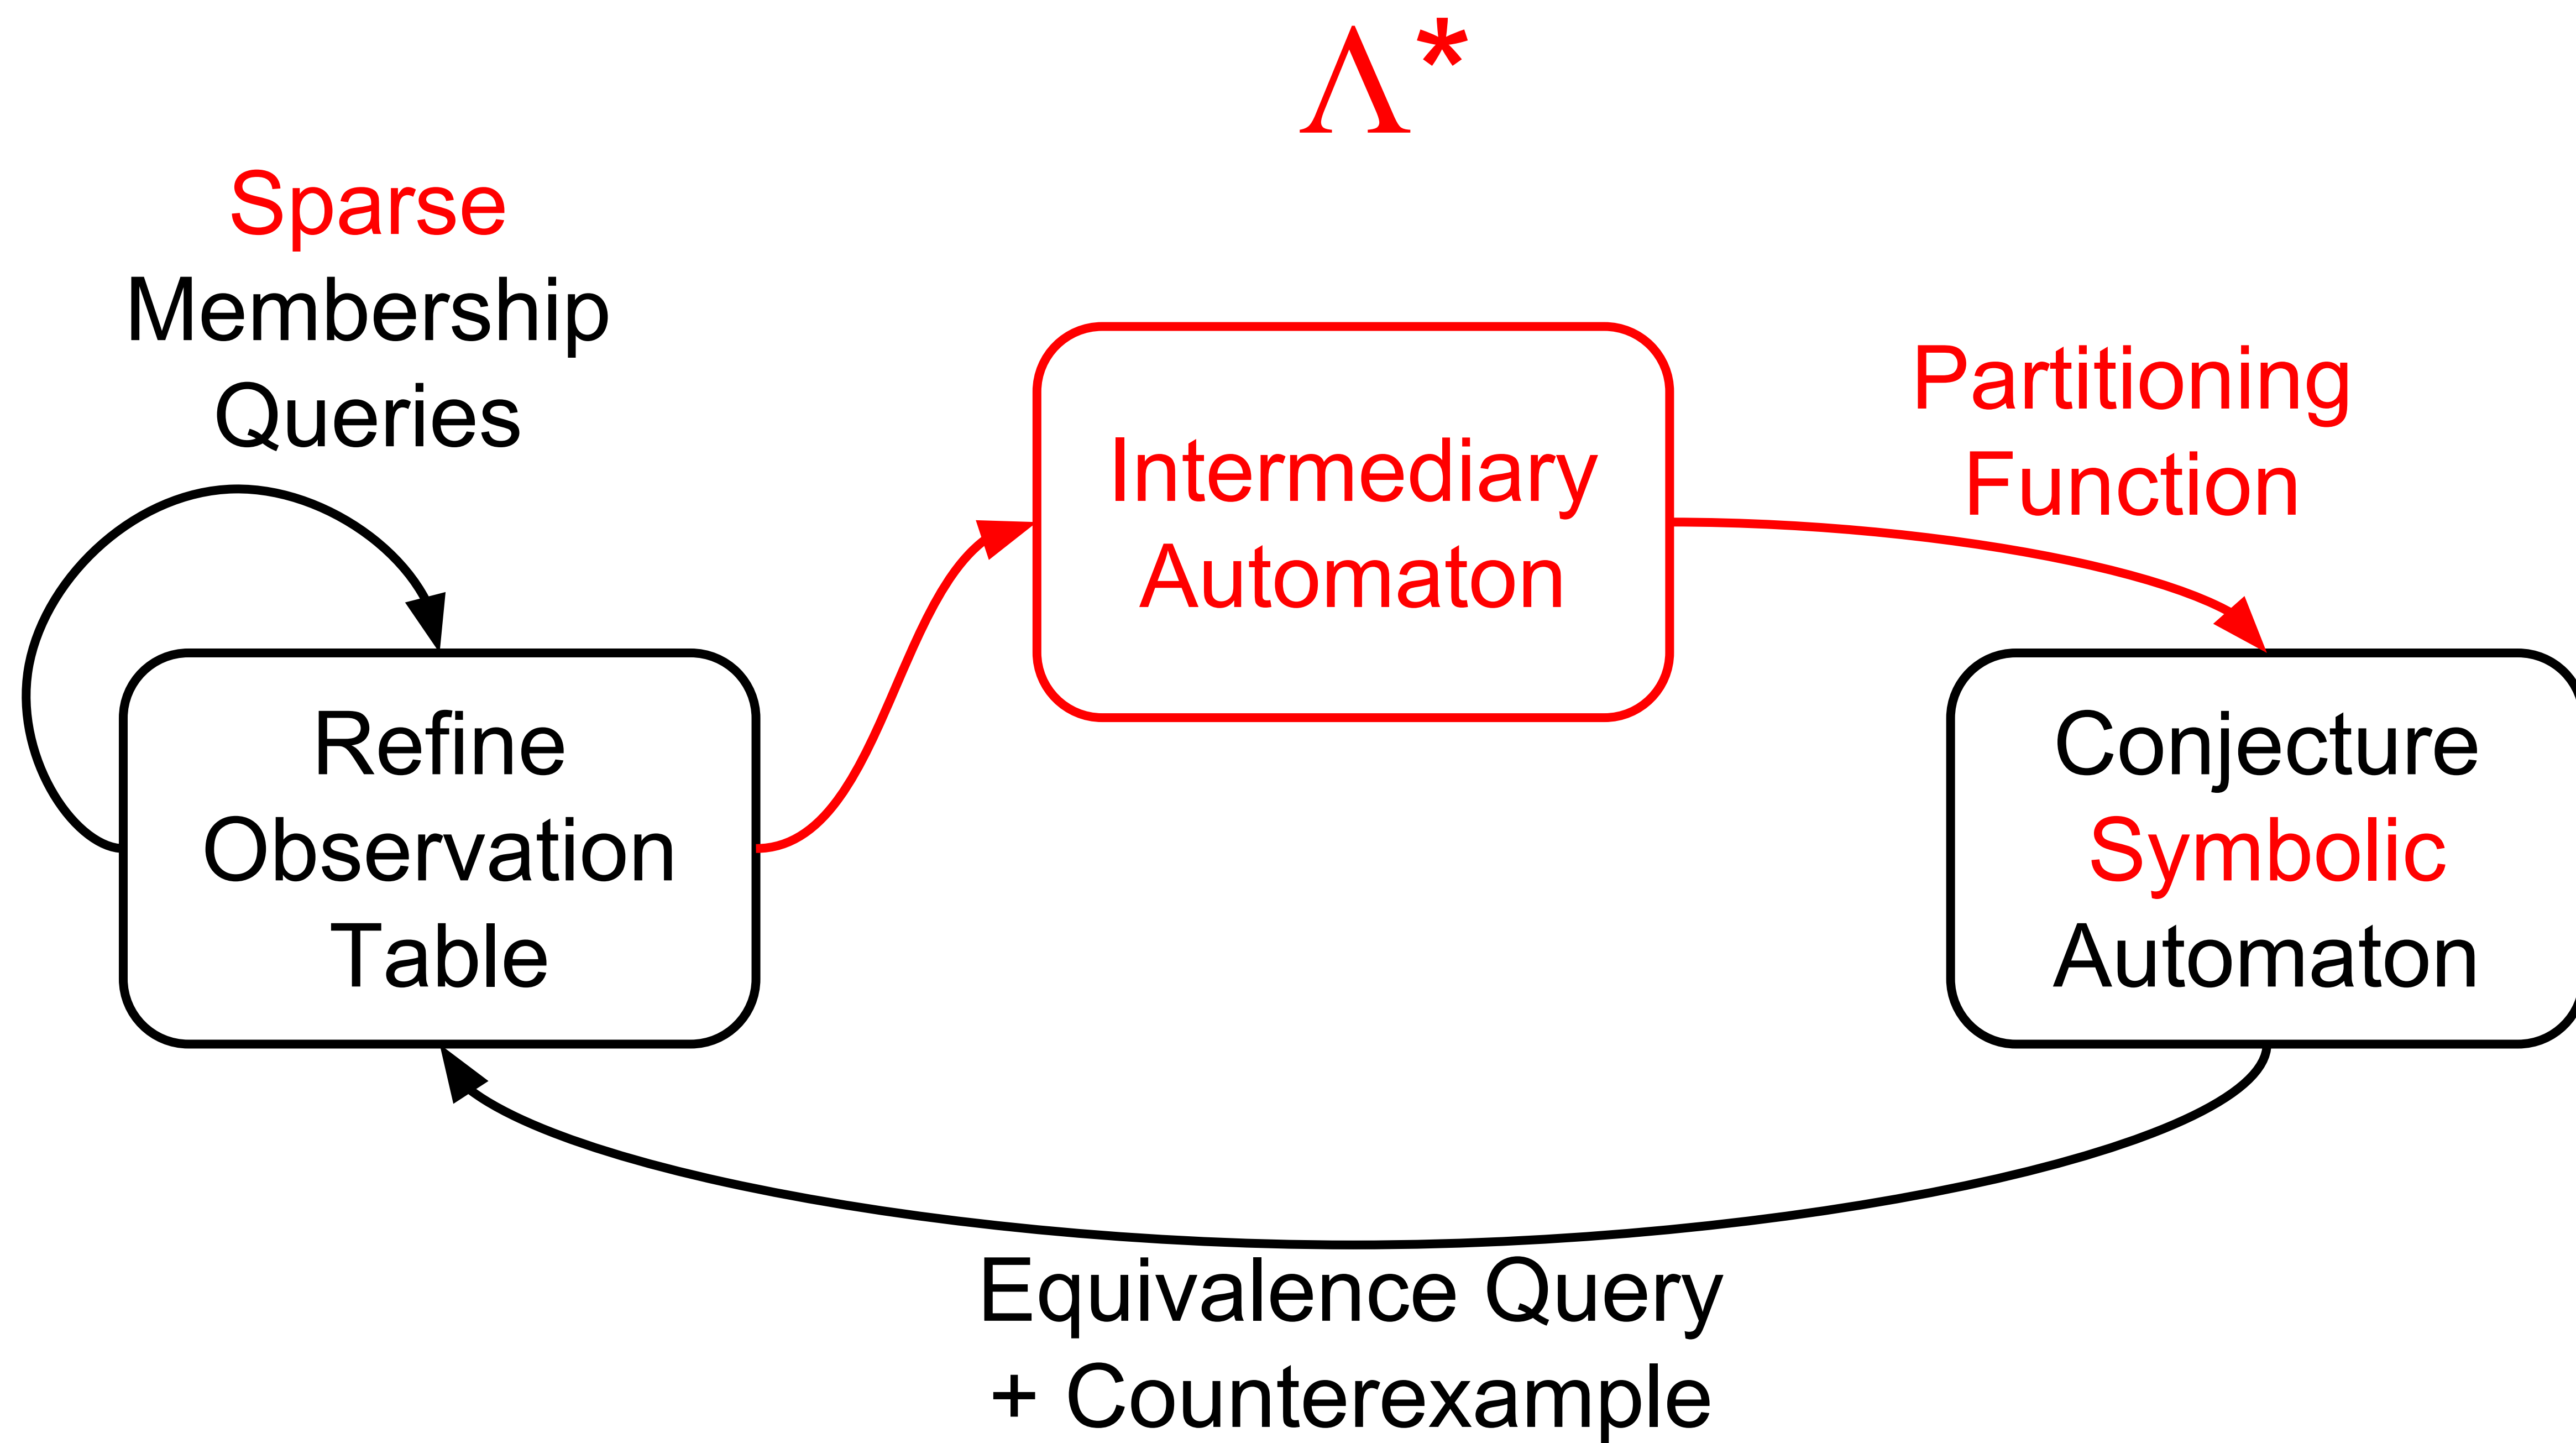 Λ*
Sparse
Membership
Queries
Intermediary
Automaton
Partitioning
Function
Refine
Observation
Table
Conjecture
Symbolic
Automaton
Equivalence Query
+ Counterexample